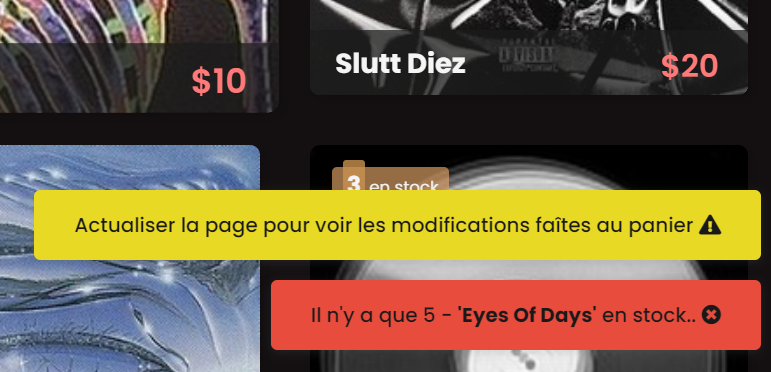 $10
Slutt Diez
$20
3 en stock
Actualiser la page pour voir les modifications faîtes au panier
Il n'y a que 5 - 'Eyes Of Days' en stock..